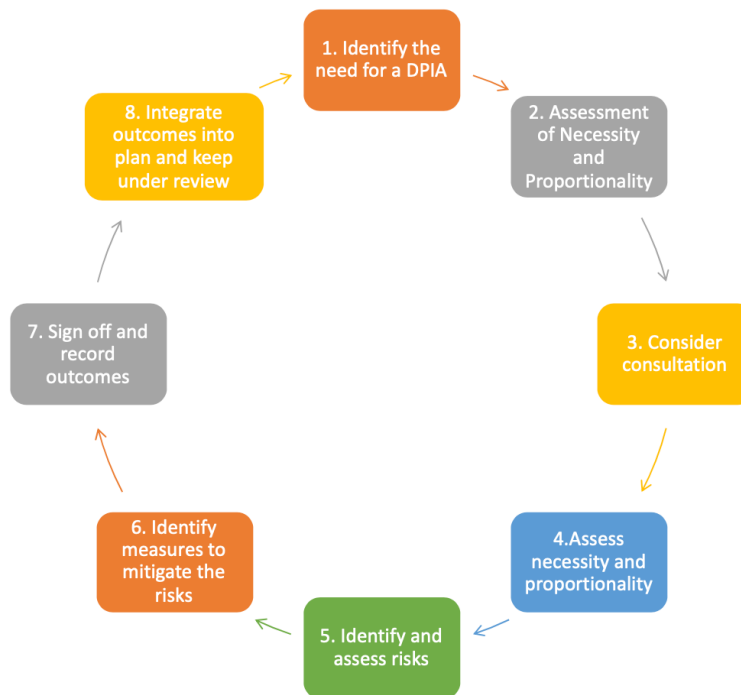 1. Identify the
need for a DPIA
2. Assessment
of Necessity
and
Proportionality
3. Consider
consultation
4.Assess
necessity and
proportionality
5. Identify and
assess risks
6. Identify
measures to
mitigate the
risks
7. Sign off and
record
outcomes
8. Integrate
outcomes into
plan and keep
under review